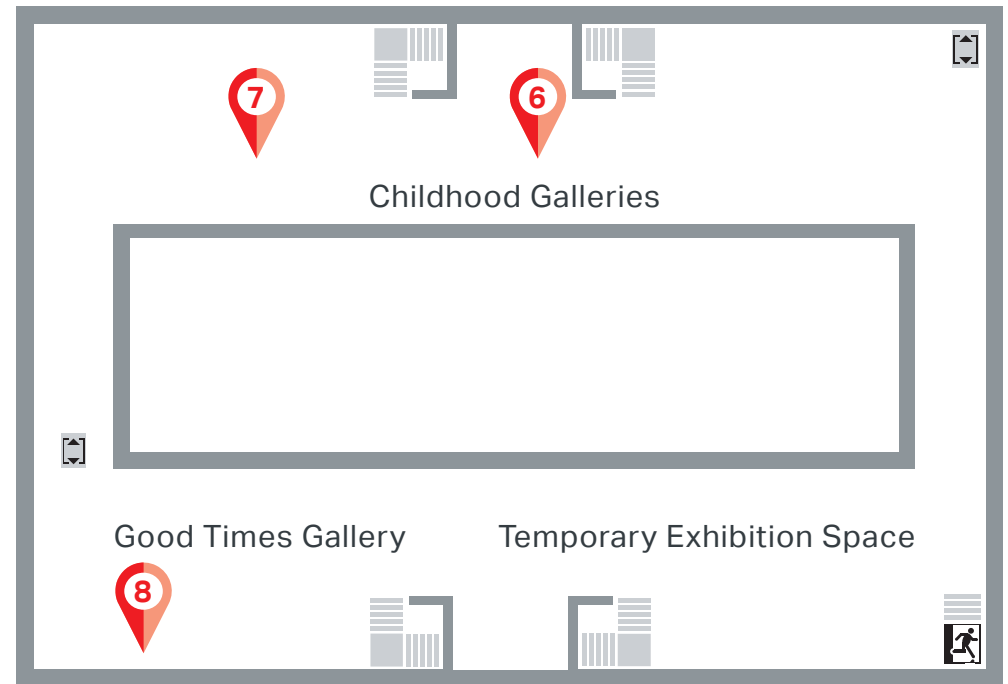 7
6
Childhood Galleries
Good Times Gallery
Temporary Exhibition Space
8